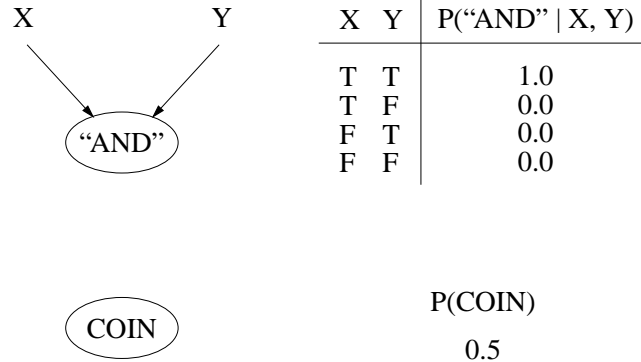 X Y X Y P(“AND” | X, Y)
T T 1.0
“AND” T F 0.0
F T 0.0
F F 0.0
P(COIN)
COIN
0.5